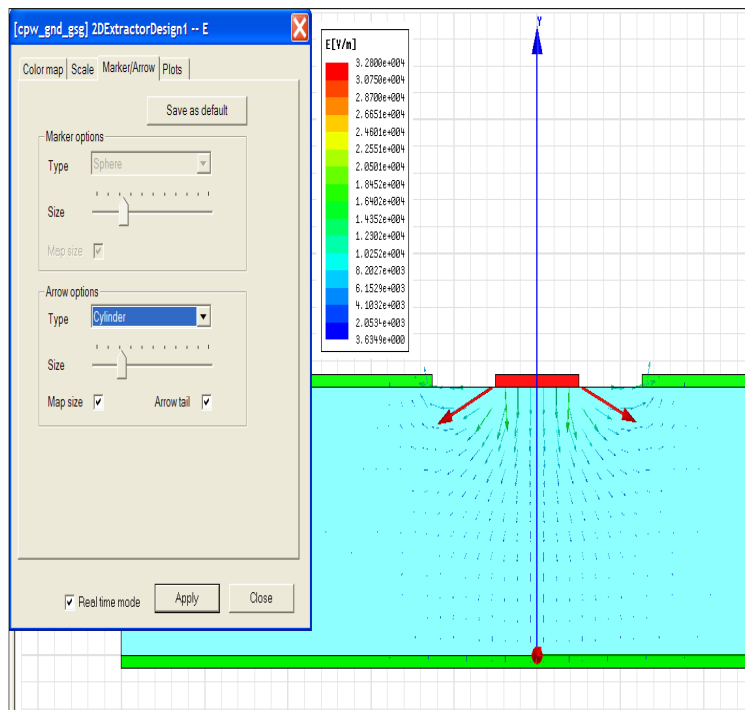 [cpw_gnd_gsg] 2DExtractorDesign1 -- E
Color map Scale Marker/Arrow Plots
Save as default
Marker options
Type Sphere
Size
Map size
Arrow options
Type Cylinder
Size
Map size Arrow tail
Real time mode Apply Close
E[V/m]
3.2800e+004
3.0750e+004
2.8700e+004
2.6651e+004
2.4601e+004
2.2551e+004
2.0501e+004
1.8452e+004
1.6402e+004
1.4352e+004
1.2302e+004
1.0252e+004
8.2027e+003
6.1529e+003
4.1032e+003
2.0534e+003
3.6349e+000
Y